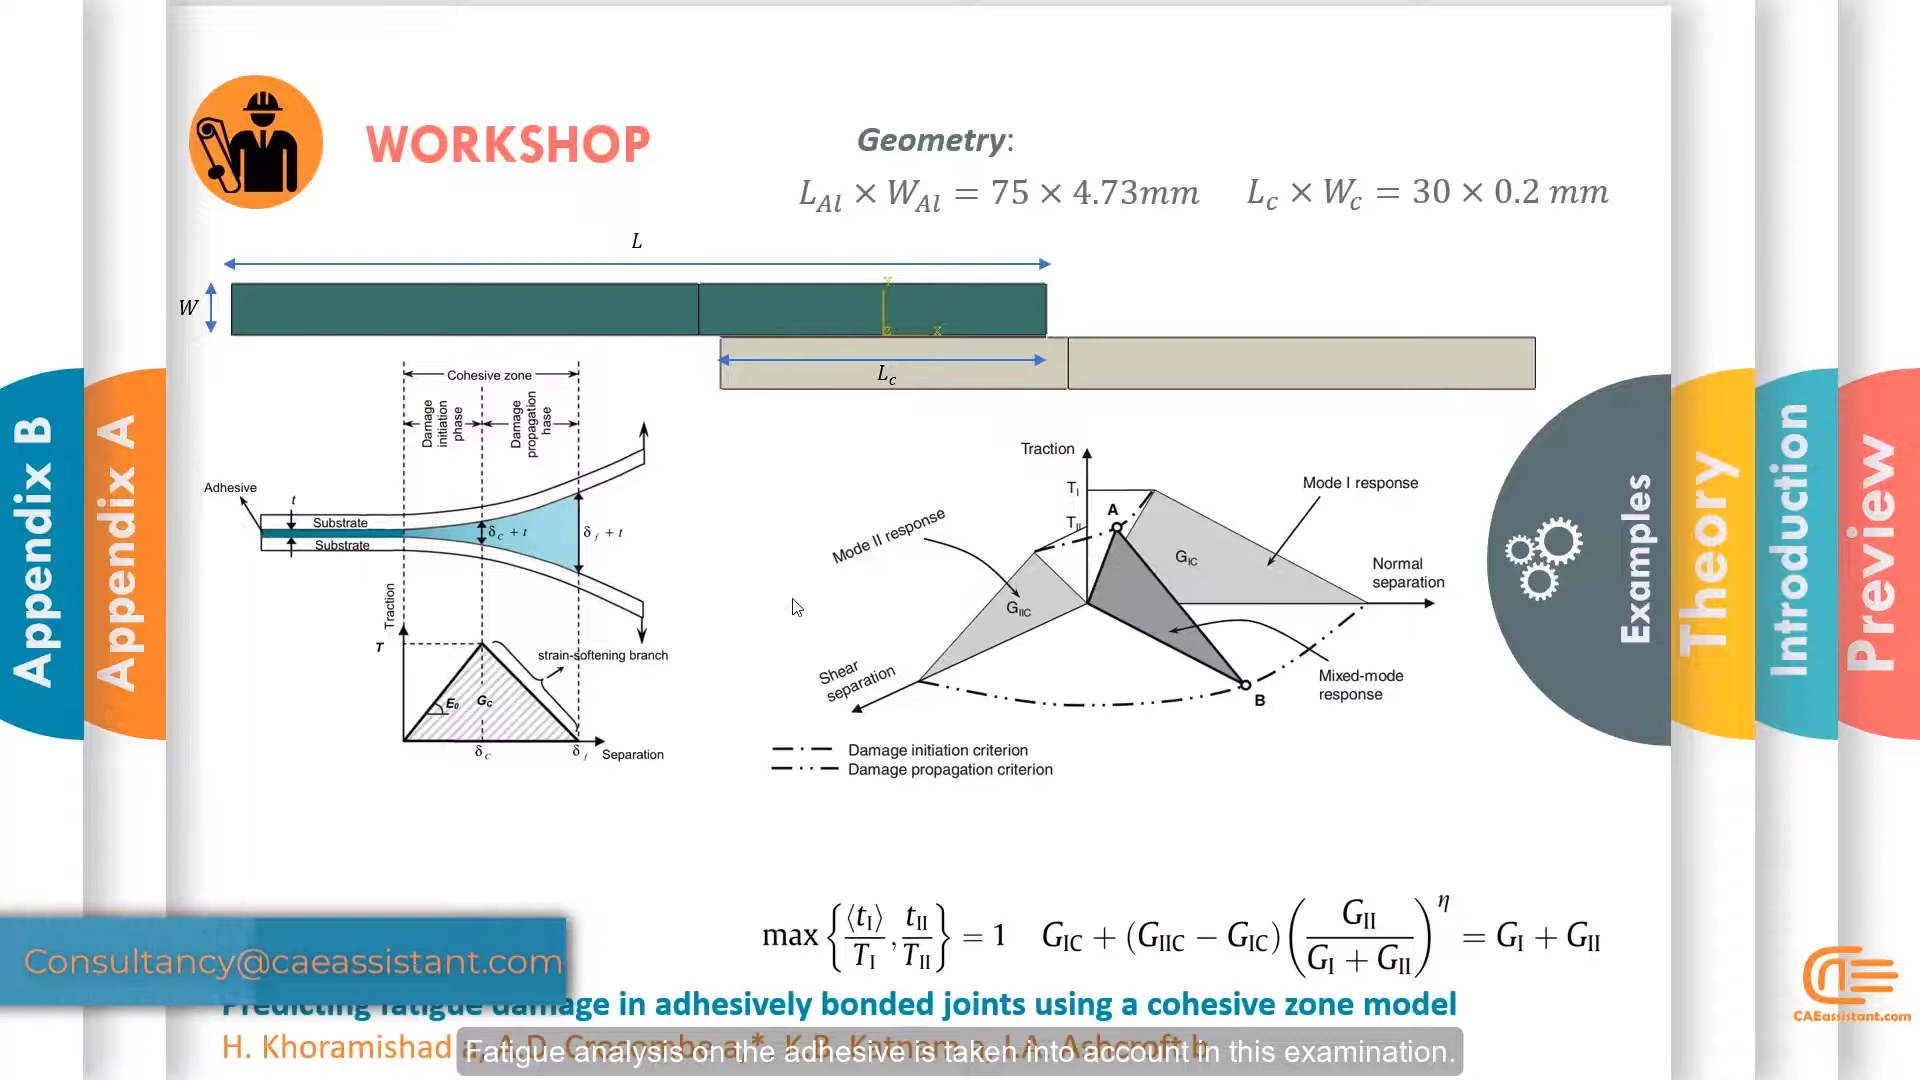 WORKSHOP
Geometry:
L_Al × W_Al = 75 × 4.73mm
L_c × W_c = 30 × 0.2 mm
L
W
Y
Z
X
L_c
Cohesive zone
Damage initiation phase
Damage propagation hase
Adhesive
t
Substrate
Substrate
δ_c + t
δ_f + t
Traction
T
strain-softening branch
E_0
G_c
δ_c
δ_f
Separation
Traction
T_I
T_II
A
Mode I response
Mode II response
G_IC
G_IIC
Normal
separation
Shear
separation
Mixed-mode
response
B
Damage initiation criterion
Damage propagation criterion
max{⟨t_I⟩/T_I, t_II/T_II} = 1
G_IC + (G_IIC − G_IC)(G_II/(G_I + G_II))^η = G_I + G_II
Consultancy@caeassistant.com
Predicting fatigue damage in adhesively bonded joints using a cohesive zone model
H. Khoramishad
Fatigue analysis on the adhesive is taken into account in this examination.
Appendix B
Appendix A
Examples
Theory
Introduction
Preview
CAEassistant.com